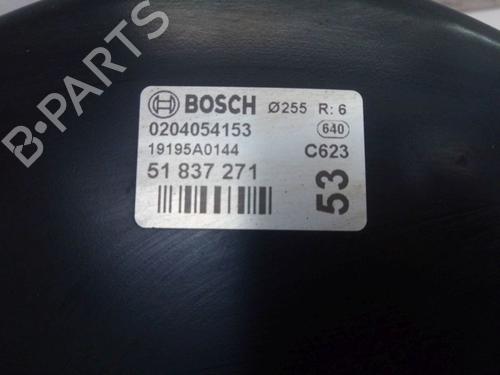 BOSCH Ø255 R: 6
0204054153 640
19195A0144 C623
51 837 271
53
B-PARTS